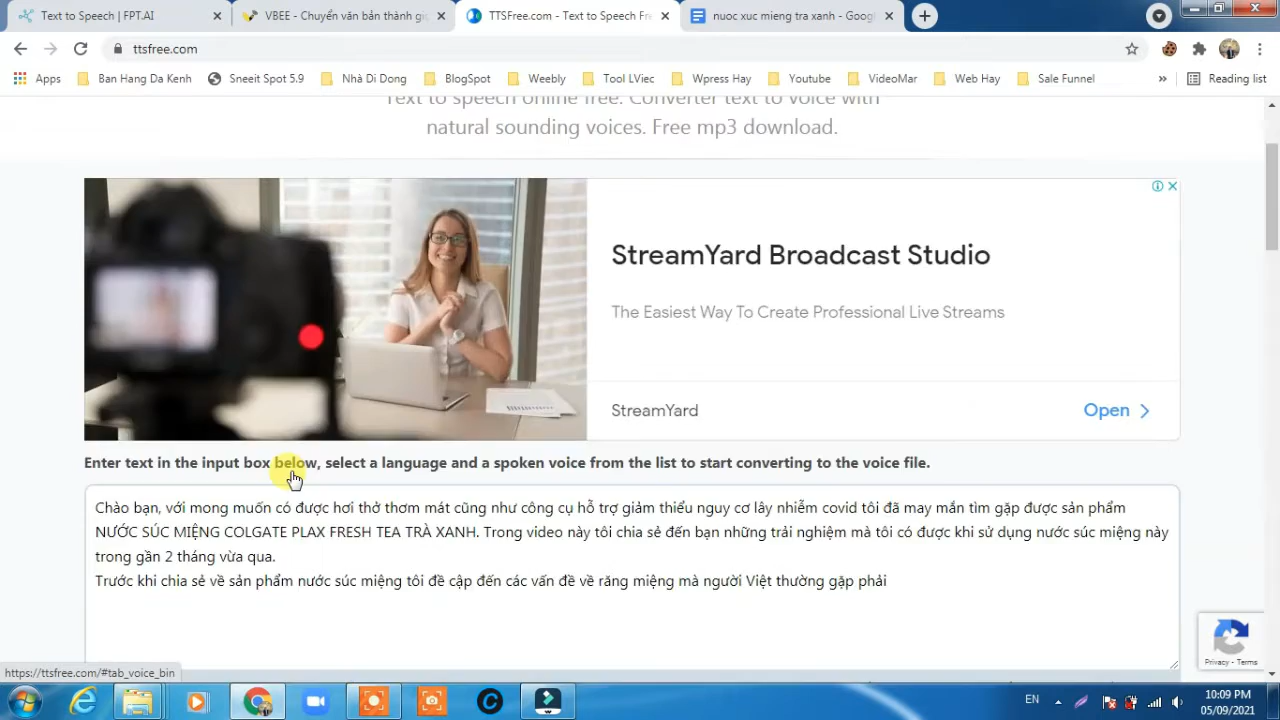 Text to Speech | FPT.AI
VBEE - Chuyển văn bản thành gi
TTSFree.com - Text to Speech Fre
nuoc xuc mieng tra xanh - Googl
ttsfree.com
Apps
Ban Hang Da Kenh
Sneeit Spot 5.9
Nhà Di Dong
BlogSpot
Weebly
Tool LViec
Wpress Hay
Youtube
VideoMar
Web Hay
Sale Funnel
»
Reading list
Text to speech online free. Converter text to voice with
natural sounding voices. Free mp3 download.
StreamYard Broadcast Studio
The Easiest Way To Create Professional Live Streams
StreamYard
Open
Enter text in the input box below, select a language and a spoken voice from the list to start converting to the voice file.
Chào bạn, với mong muốn có được hơi thở thơm mát cũng như công cụ hỗ trợ giảm thiểu nguy cơ lây nhiễm covid tôi đã may mắn tìm gặp được sản phẩm
NƯỚC SÚC MIỆNG COLGATE PLAX FRESH TEA TRÀ XANH. Trong video này tôi chia sẻ đến bạn những trải nghiệm mà tôi có được khi sử dụng nước súc miệng này
trong gần 2 tháng vừa qua.
Trước khi chia sẻ về sản phẩm nước súc miệng tôi đề cập đến các vấn đề về răng miệng mà người Việt thường gặp phải
Privacy - Terms
https://ttsfree.com/#tab_voice_bin
EN
10:09 PM
05/09/2021